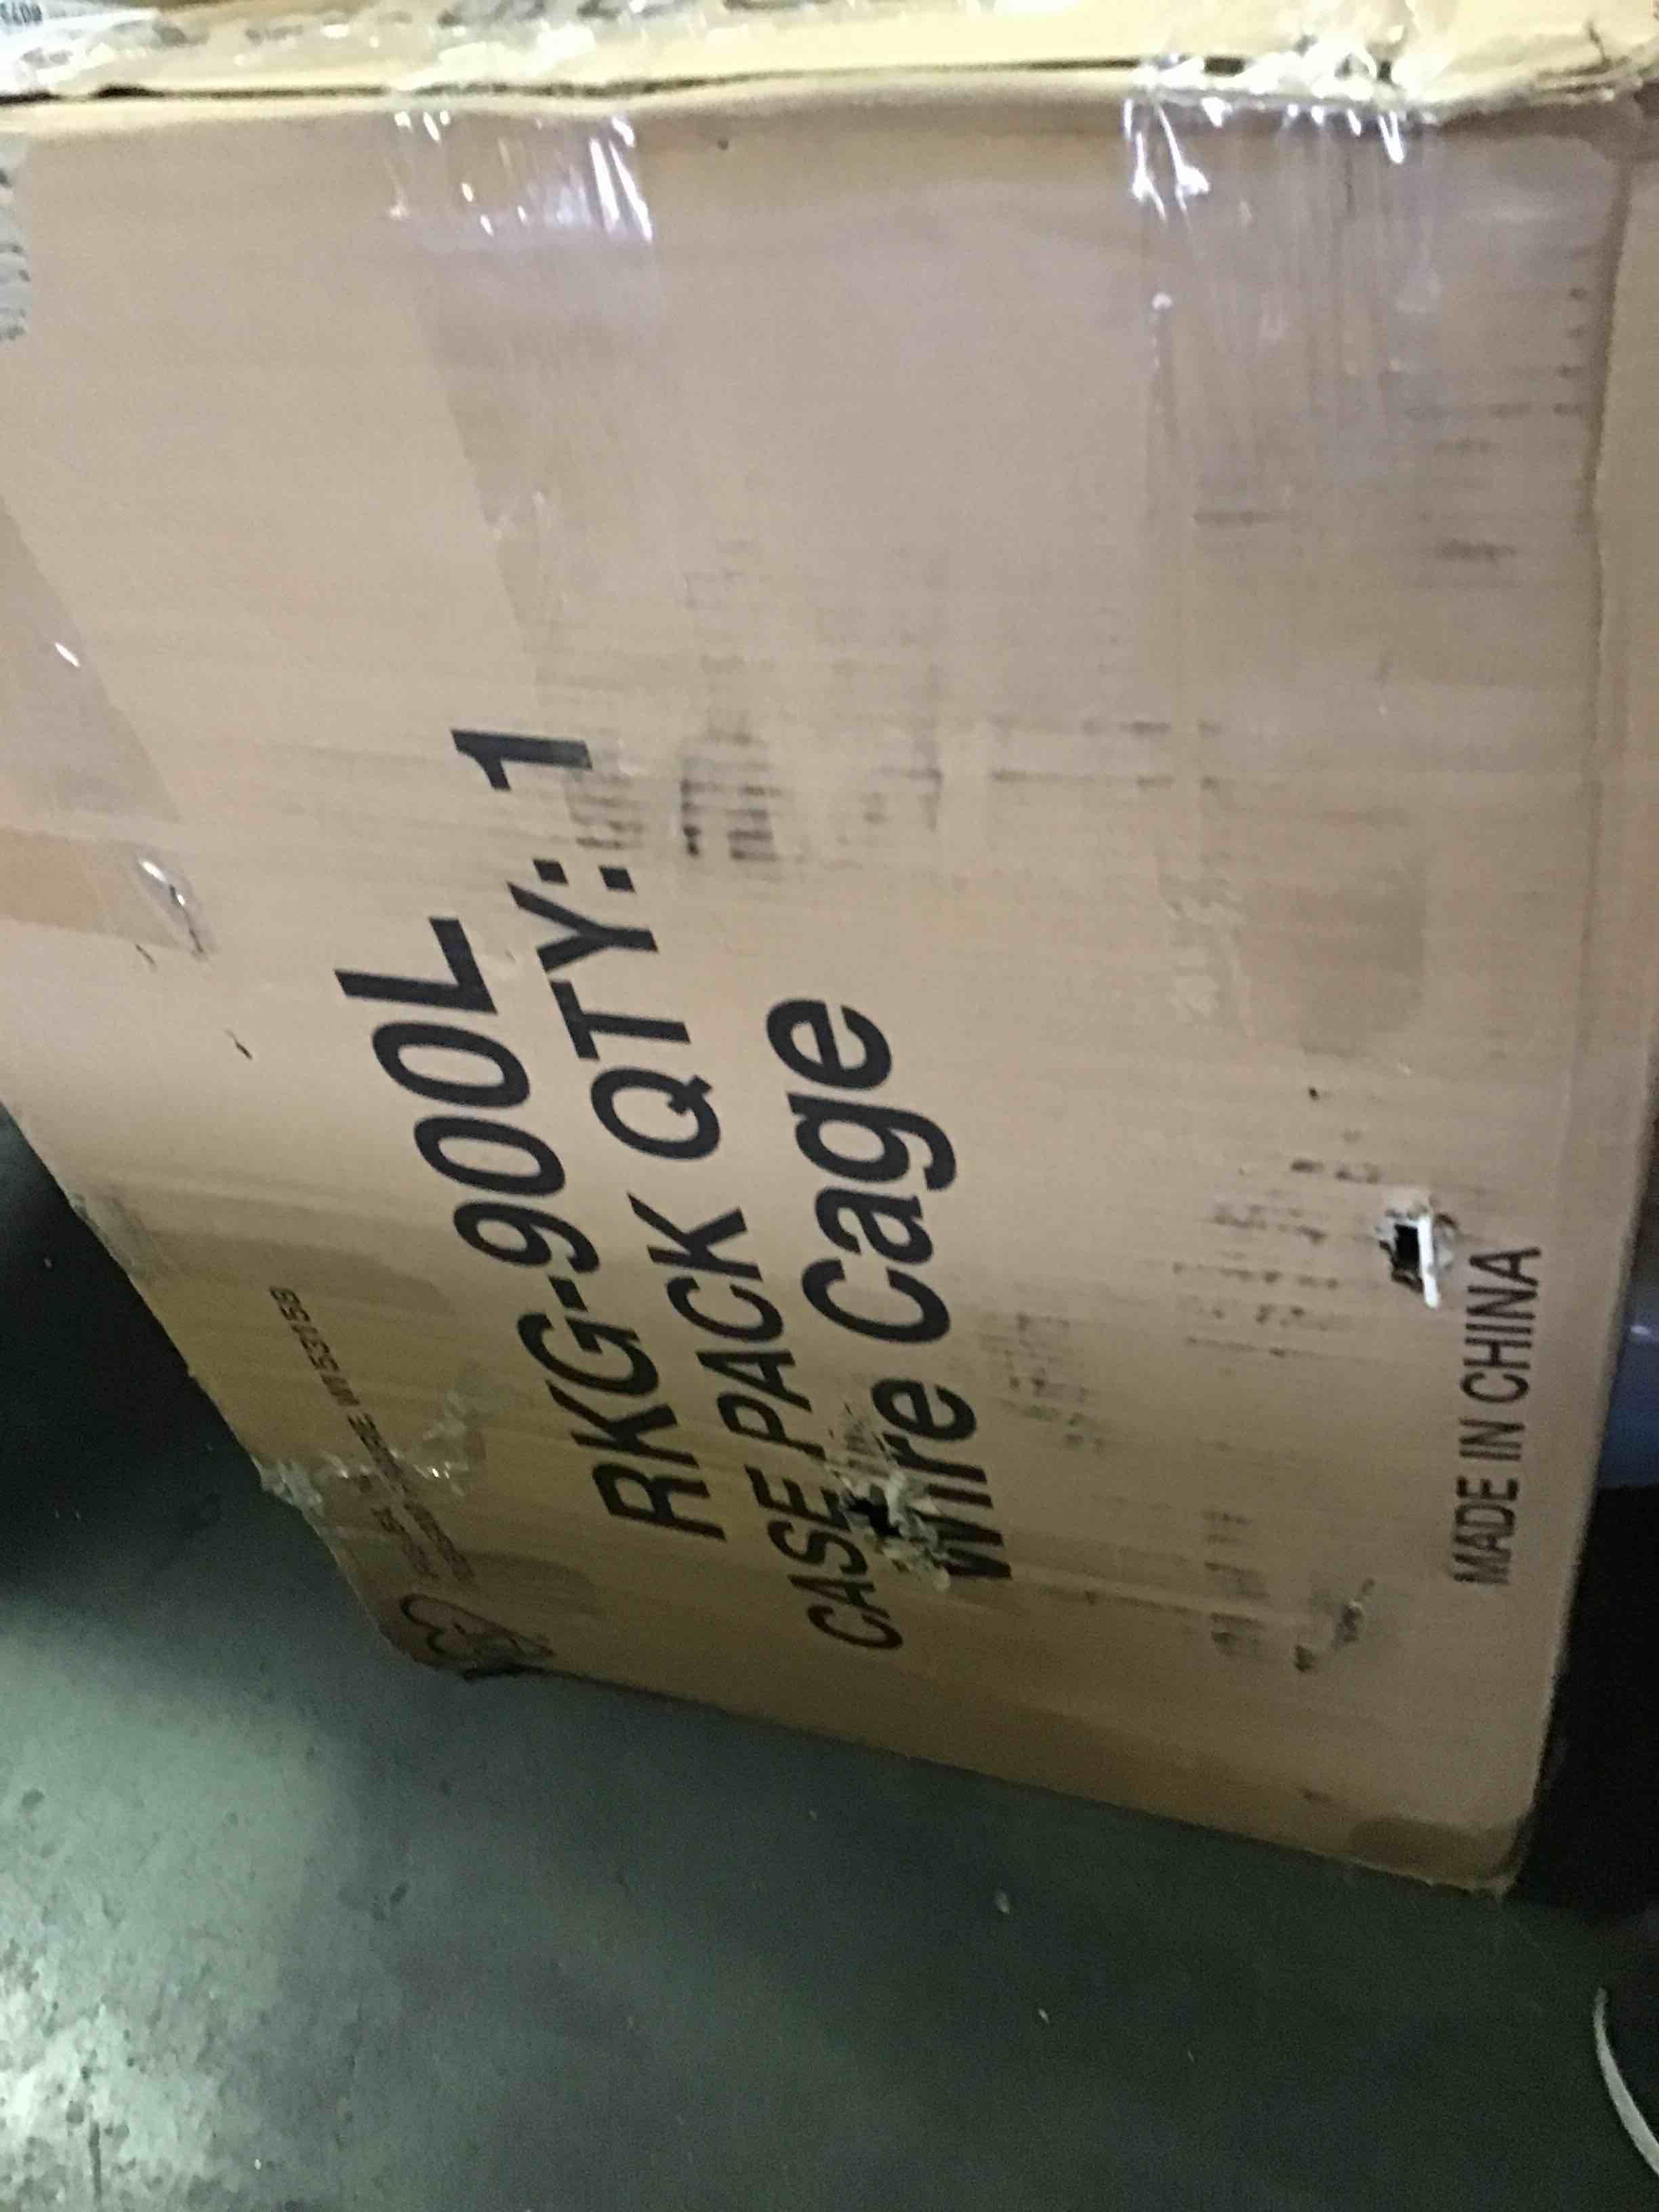 RKG-900L
CASE PACK QTY: 1
Wire Cage
MADE IN CHINA